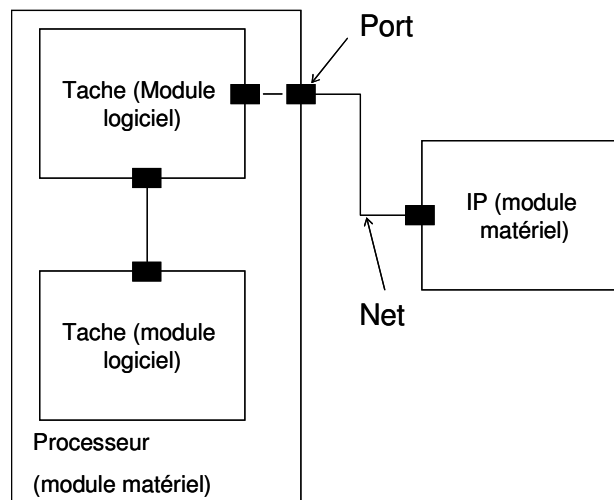 Port
Tache (Module
logiciel)
IP (module
matériel)
Net
Tache (module
logiciel)
Processeur
(module matériel)